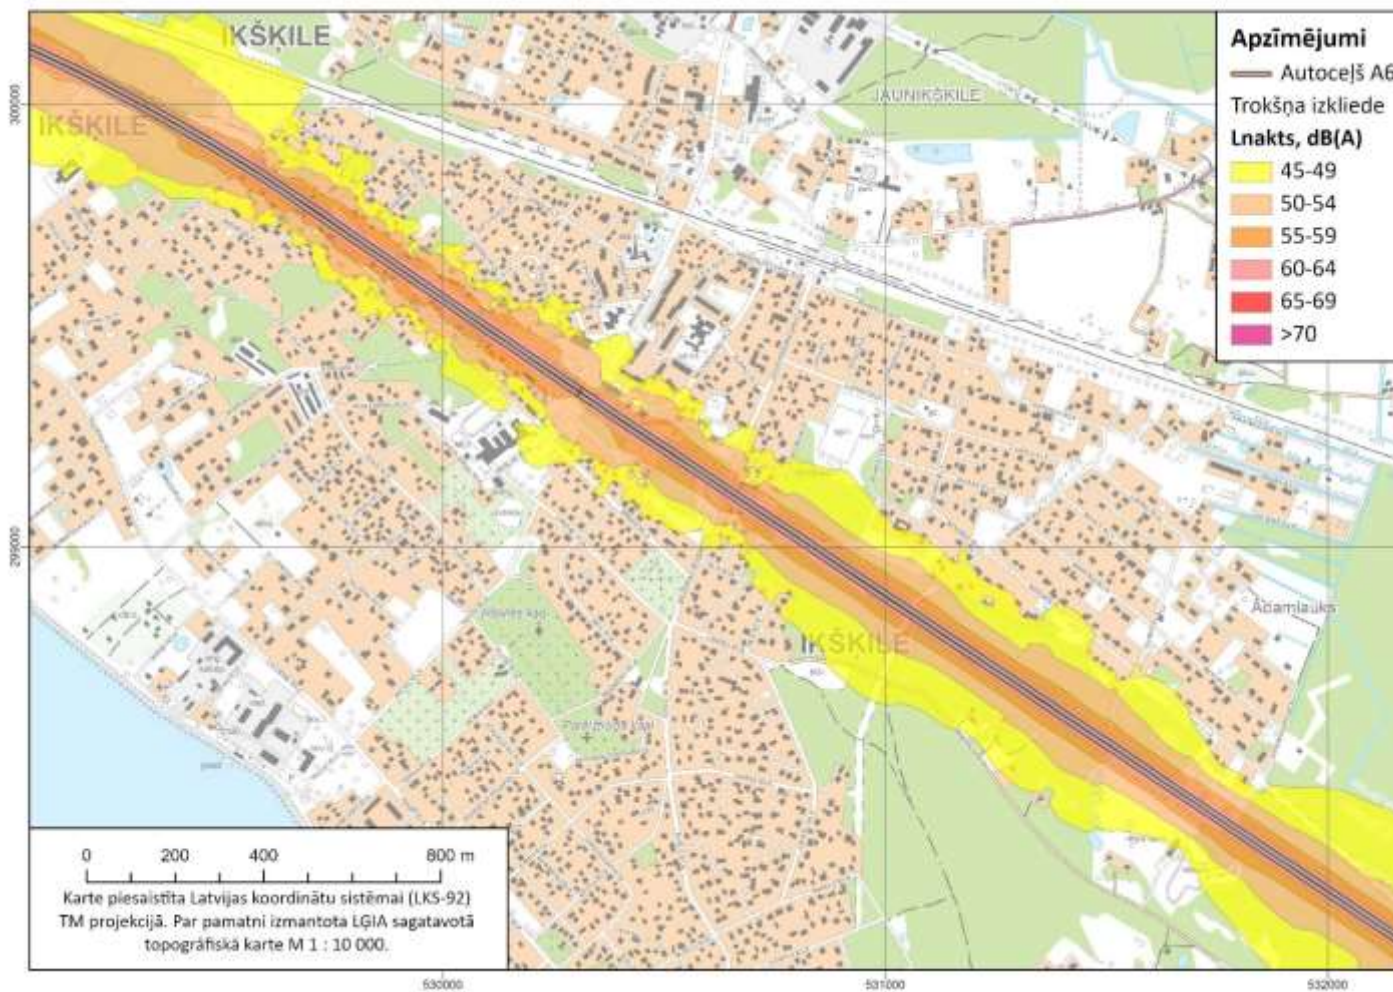 IKŠĶILE
JAUNIKŠĶILE
IKŠĶILE
IKŠĶILE
Ādamlauks
Apzīmējumi
Autoceļš A6
Trokšņa izkliede
Lnakts, dB(A)
45-49
50-54
55-59
60-64
65-69
>70
300000
299000
0 200 400 800 m
Karte piesaistīta Latvijas koordinātu sistēmai (LKS-92)
TM projekcijā. Par pamatni izmantota LĢIA sagatavotā
topogrāfiskā karte M 1 : 10 000.
530000 531000 532000